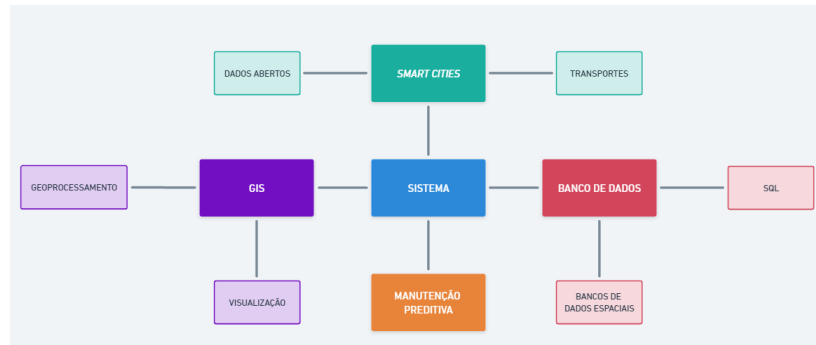 DADOS ABERTOS
SMART CITIES
TRANSPORTES
GEOPROCESSAMENTO
GIS
SISTEMA
BANCO DE DADOS
SQL
VISUALIZAÇÃO
MANUTENÇÃO
PREDITIVA
BANCOS DE
DADOS ESPACIAIS